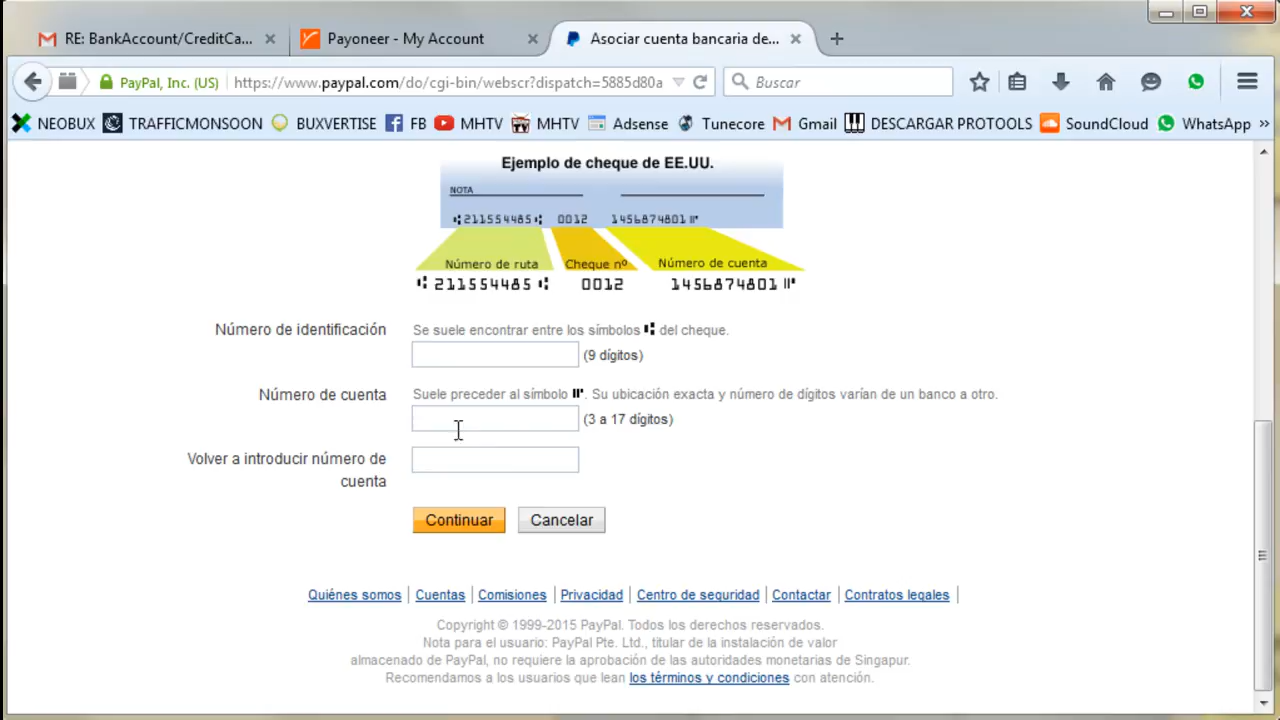 RE: BankAccount/CreditCa...
Payoneer - My Account
Asociar cuenta bancaria de...
PayPal, Inc. (US)
https://www.paypal.com/do/cgi-bin/webscr?dispatch=5885d80a
Buscar
NEOBUX
TRAFFICMONSOON
BUXVERTISE
FB
MHTV
MHTV
Adsense
Tunecore
Gmail
DESCARGAR PROTOOLS
SoundCloud
WhatsApp
»
Ejemplo de cheque de EE.UU.
NOTA
⑆211554485⑆ 0012 1456874801⑈
Número de ruta
Cheque nº
Número de cuenta
⑆211554485⑆ 0012 1456874801⑈
Número de identificación
Se suele encontrar entre los símbolos ⑆ del cheque.
(9 dígitos)
Número de cuenta
Suele preceder al símbolo ⑈. Su ubicación exacta y número de dígitos varían de un banco a otro.
(3 a 17 dígitos)
Volver a introducir número de
cuenta
Continuar
Cancelar
Quiénes somos | Cuentas | Comisiones | Privacidad | Centro de seguridad | Contactar | Contratos legales |
Copyright © 1999-2015 PayPal. Todos los derechos reservados.
Nota para el usuario: PayPal Pte. Ltd., titular de la instalación de valor
almacenado de PayPal, no requiere la aprobación de las autoridades monetarias de Singapur.
Recomendamos a los usuarios que lean los términos y condiciones con atención.